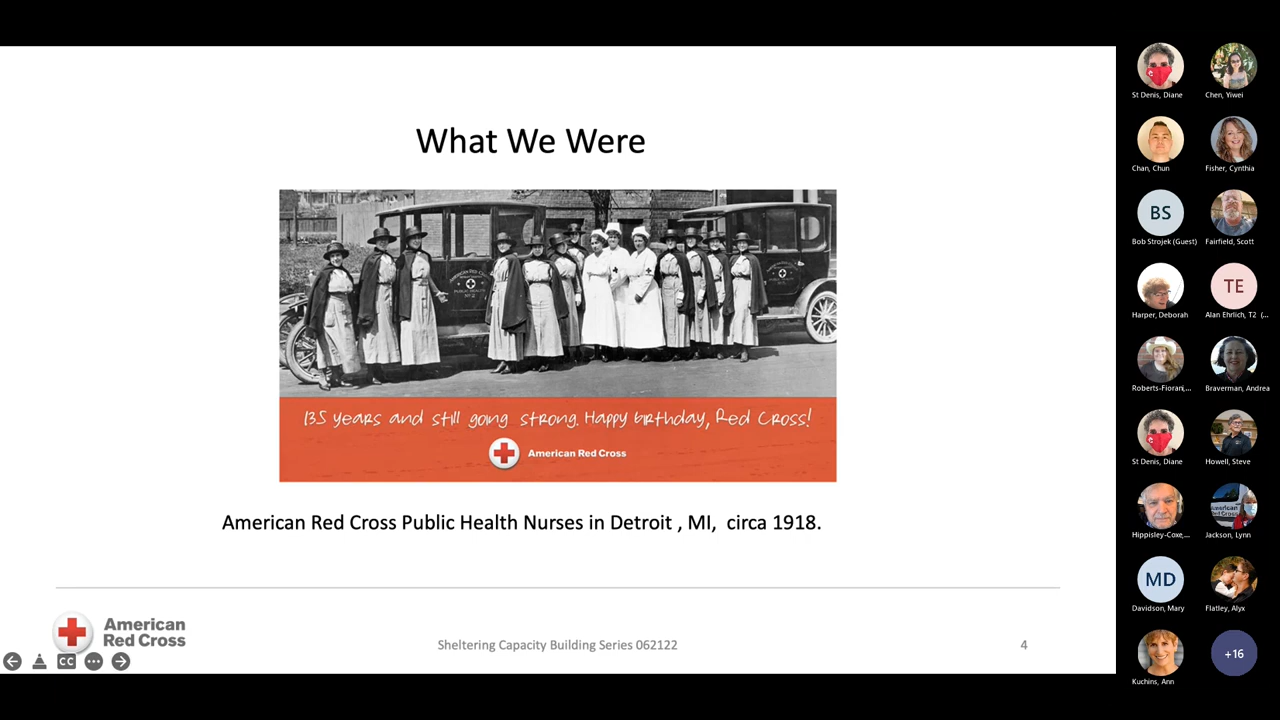 What We Were
135 years and still going strong. Happy birthday, Red Cross!
American Red Cross
American Red Cross Public Health Nurses in Detroit , MI,  circa 1918.
American
Red Cross
Sheltering Capacity Building Series 062122
4
CC
St Denis, Diane
Chen, Yiwei
Chan, Chun
Fisher, Cynthia
BS
Bob Strojek (Guest)
Fairfield, Scott
Harper, Deborah
TE
Alan Ehrlich, T2 (...
Roberts-Fiorani,...
Braverman, Andrea
St Denis, Diane
Howell, Steve
Hippisley-Coxe,...
Jackson, Lynn
MD
Davidson, Mary
Flatley, Alyx
Kuchins, Ann
+16